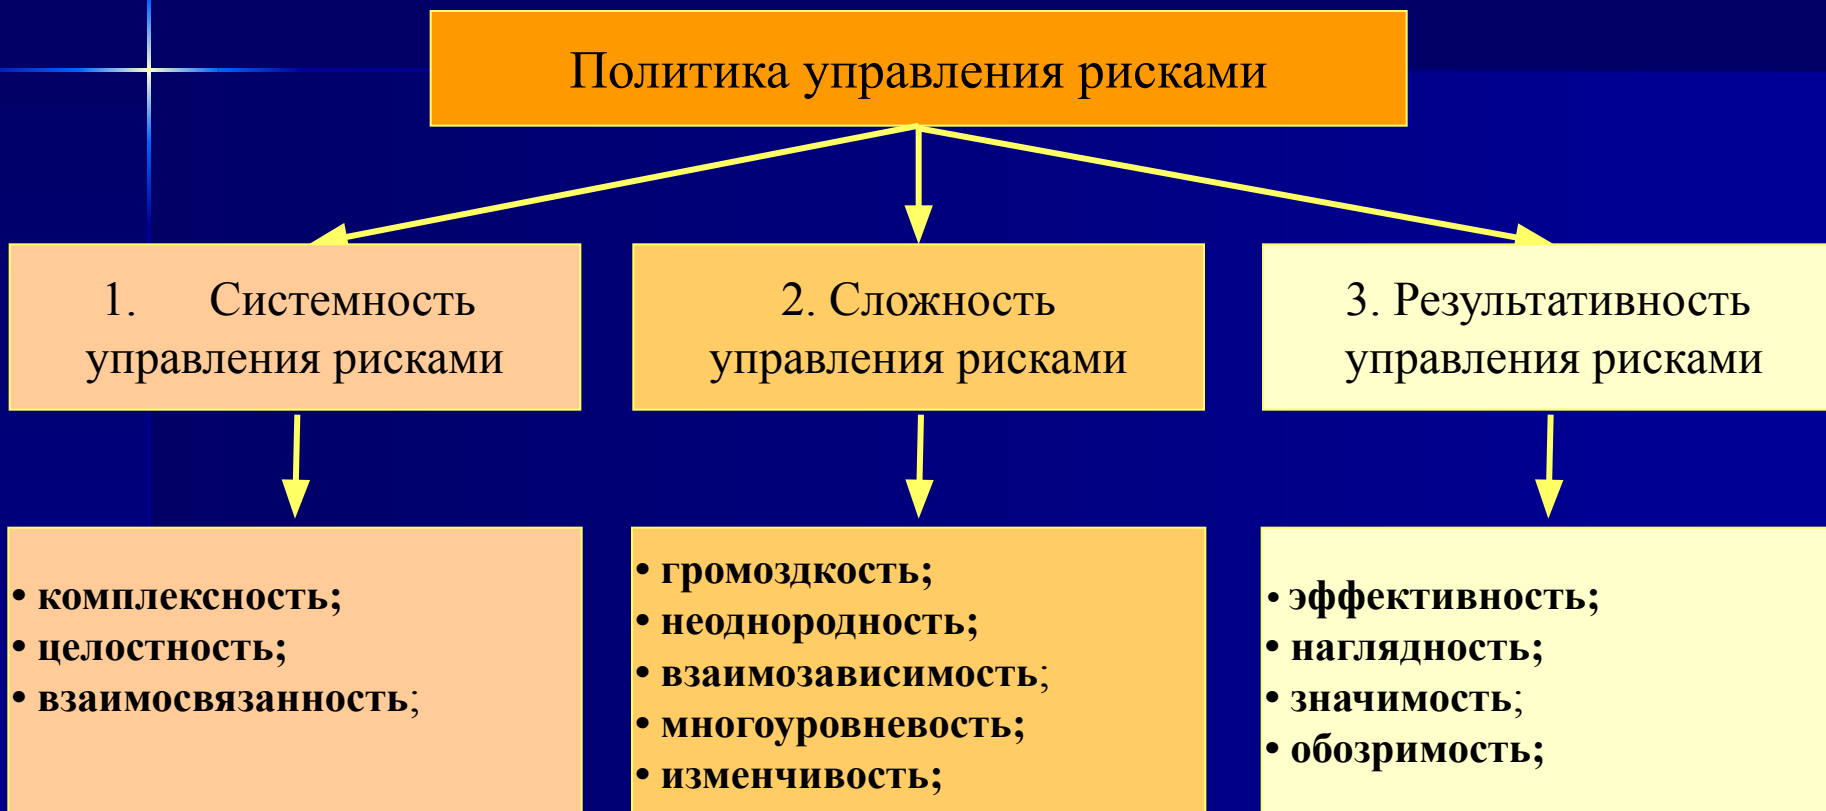 Политика управления рисками
1. Системность
управления рисками
2. Сложность
управления рисками
3. Результативность
управления рисками
• комплексность;
• целостность;
• взаимосвязанность;
• громоздкость;
• неоднородность;
• взаимозависимость;
• многоуровневость;
• изменчивость;
• эффективность;
• наглядность;
• значимость;
• обозримость;